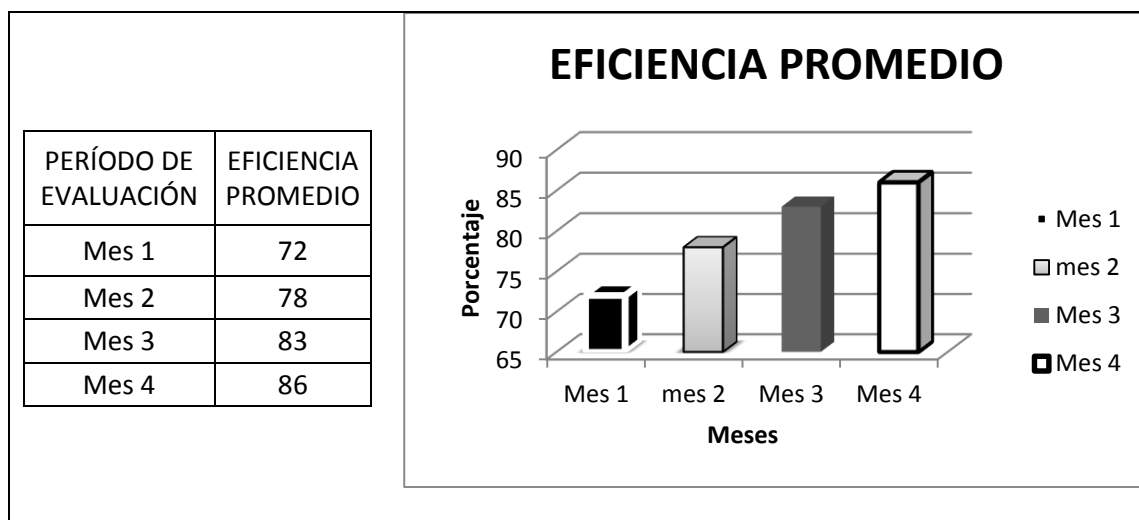 PERÍODO DE
EVALUACIÓN
EFICIENCIA
PROMEDIO
Mes 1
72
Mes 2
78
Mes 3
83
Mes 4
86
EFICIENCIA PROMEDIO
Porcentaje
90
85
80
75
70
65
Mes 1
mes 2
Mes 3
Mes 4
Meses
Mes 1
mes 2
Mes 3
Mes 4